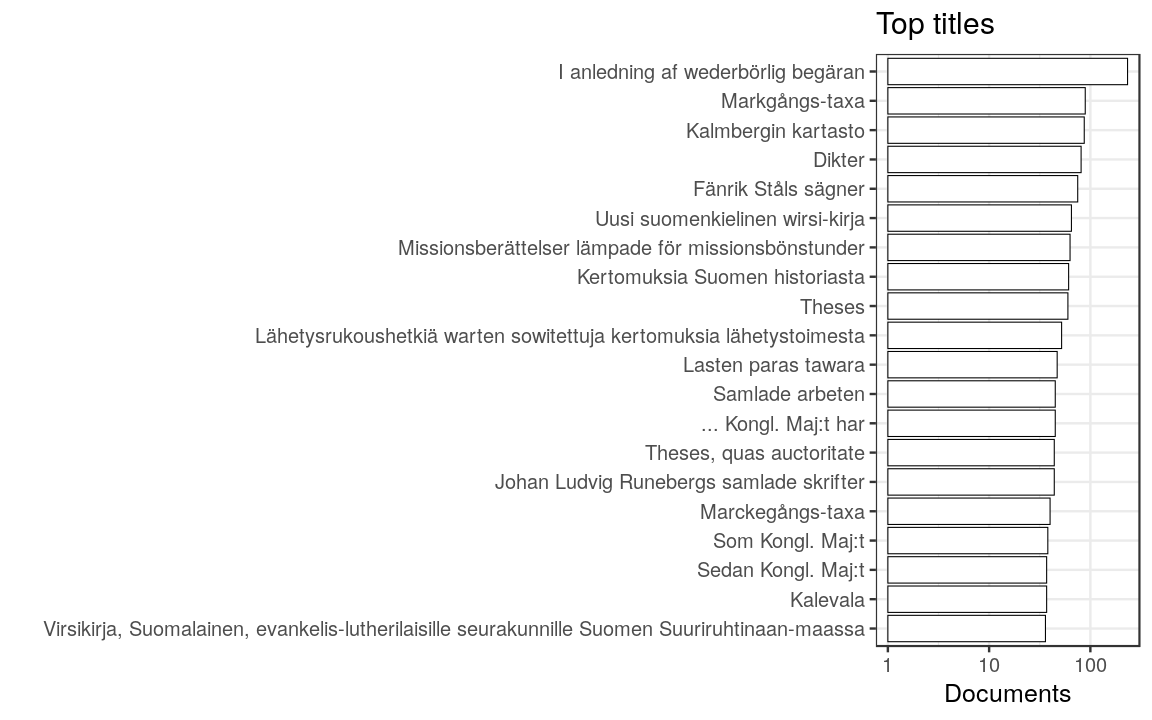 Top titles
I anledning af wederbörlig begäran
Markgångs-taxa
Kalmbergin kartasto
Dikter
Fänrik Ståls sägner
Uusi suomenkielinen wirsi-kirja
Missionsberättelser lämpade för missionsbönstunder
Kertomuksia Suomen historiasta
Theses
Lähetysrukoushetkiä warten sowitettuja kertomuksia lähetystoimesta
Lasten paras tawara
Samlade arbeten
... Kongl. Maj:t har
Theses, quas auctoritate
Johan Ludvig Runebergs samlade skrifter
Marckegångs-taxa
Som Kongl. Maj:t
Sedan Kongl. Maj:t
Kalevala
Virsikirja, Suomalainen, evankelis-lutherilaisille seurakunnille Suomen Suuriruhtinaan-maassa
1 10 100
Documents